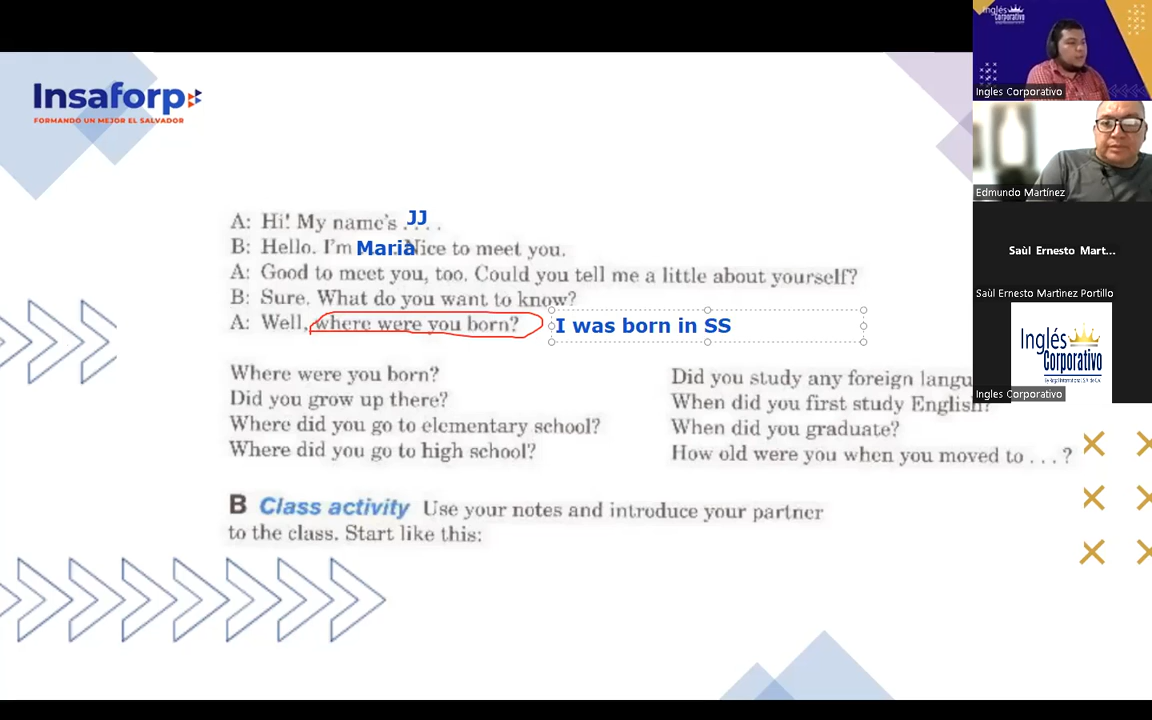 Insaforp
FORMANDO UN MEJOR EL SALVADOR
A: Hi! My name's JJ. . . .
B: Hello. I'm Maria Nice to meet you.
A: Good to meet you, too. Could you tell me a little about yourself?
B: Sure. What do you want to know?
A: Well, where were you born? I was born in SS
Where were you born?
Did you grow up there?
Where did you go to elementary school?
Where did you go to high school?
Did you study any foreign langu
When did you first study English?
When did you graduate?
How old were you when you moved to . . . ?
B Class activity Use your notes and introduce your partner
to the class. Start like this:
Inglés
Corporativo
Ingles Corporativo
Edmundo Martínez
Saùl Ernesto Mart...
Saùl Ernesto Martìnez Portillo
Inglés
Corporativo
Ingles Corporativo